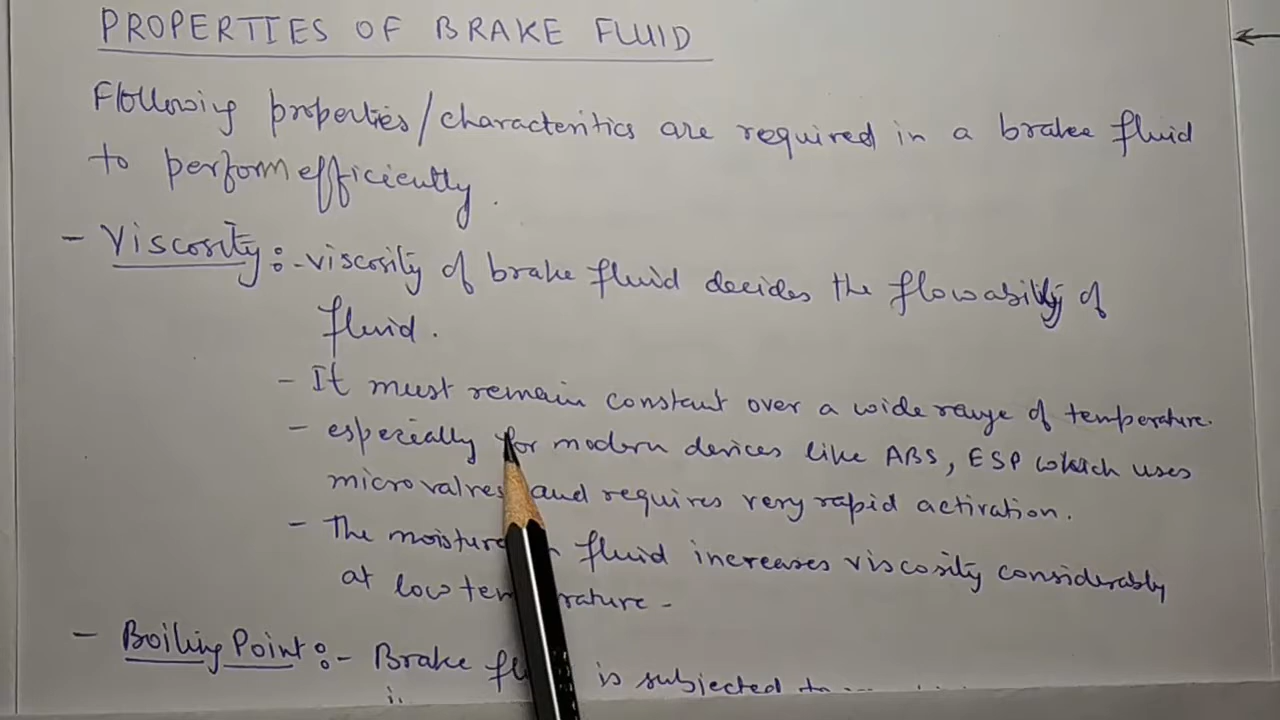 PROPERTIES OF BRAKE FLUID
Following properties/characteritics are required in a brake fluid
to perform efficiently.
- Viscosity :- viscosity of brake fluid decides the flowability of
fluid.
- It must remain constant over a wide range of temperature.
- especially for modern devices like ABS, ESP which uses
microvalves and requires very rapid activation.
- The moisture fluid increases viscosity considerably
at low temperature -
- Boiling Point :- Brake is subjected to